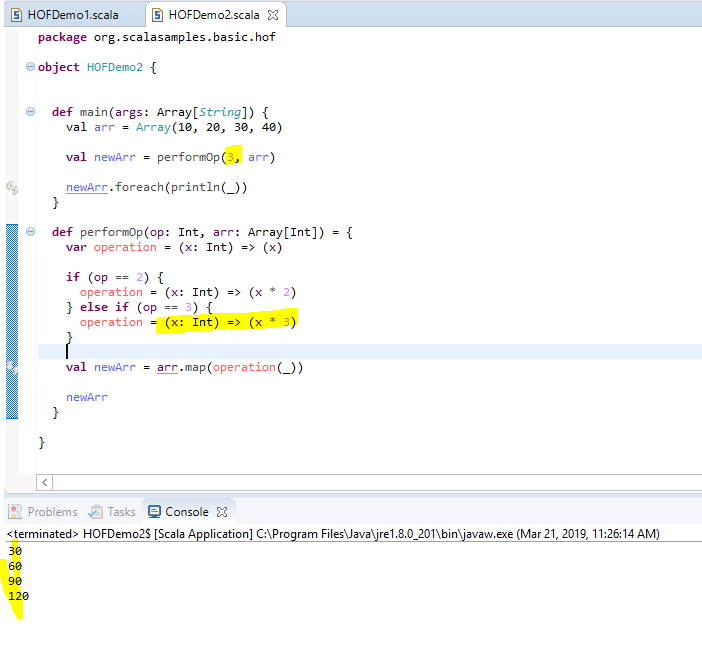 HOFDemo1.scala HOFDemo2.scala
package org.scalasamples.basic.hof
object HOFDemo2 {
def main(args: Array[String]) {
val arr = Array(10, 20, 30, 40)
val newArr = performOp(3, arr)
newArr.foreach(println(_))
}
def performOp(op: Int, arr: Array[Int]) = {
var operation = (x: Int) => (x)
if (op == 2) {
operation = (x: Int) => (x * 2)
} else if (op == 3) {
operation = (x: Int) => (x * 3)
}
val newArr = arr.map(operation(_))
newArr
}
}
Problems Tasks Console
<terminated> HOFDemo2$ [Scala Application] C:\Program Files\Java\jre1.8.0_201\bin\javaw.exe (Mar 21, 2019, 11:26:14 AM)
30
60
90
120